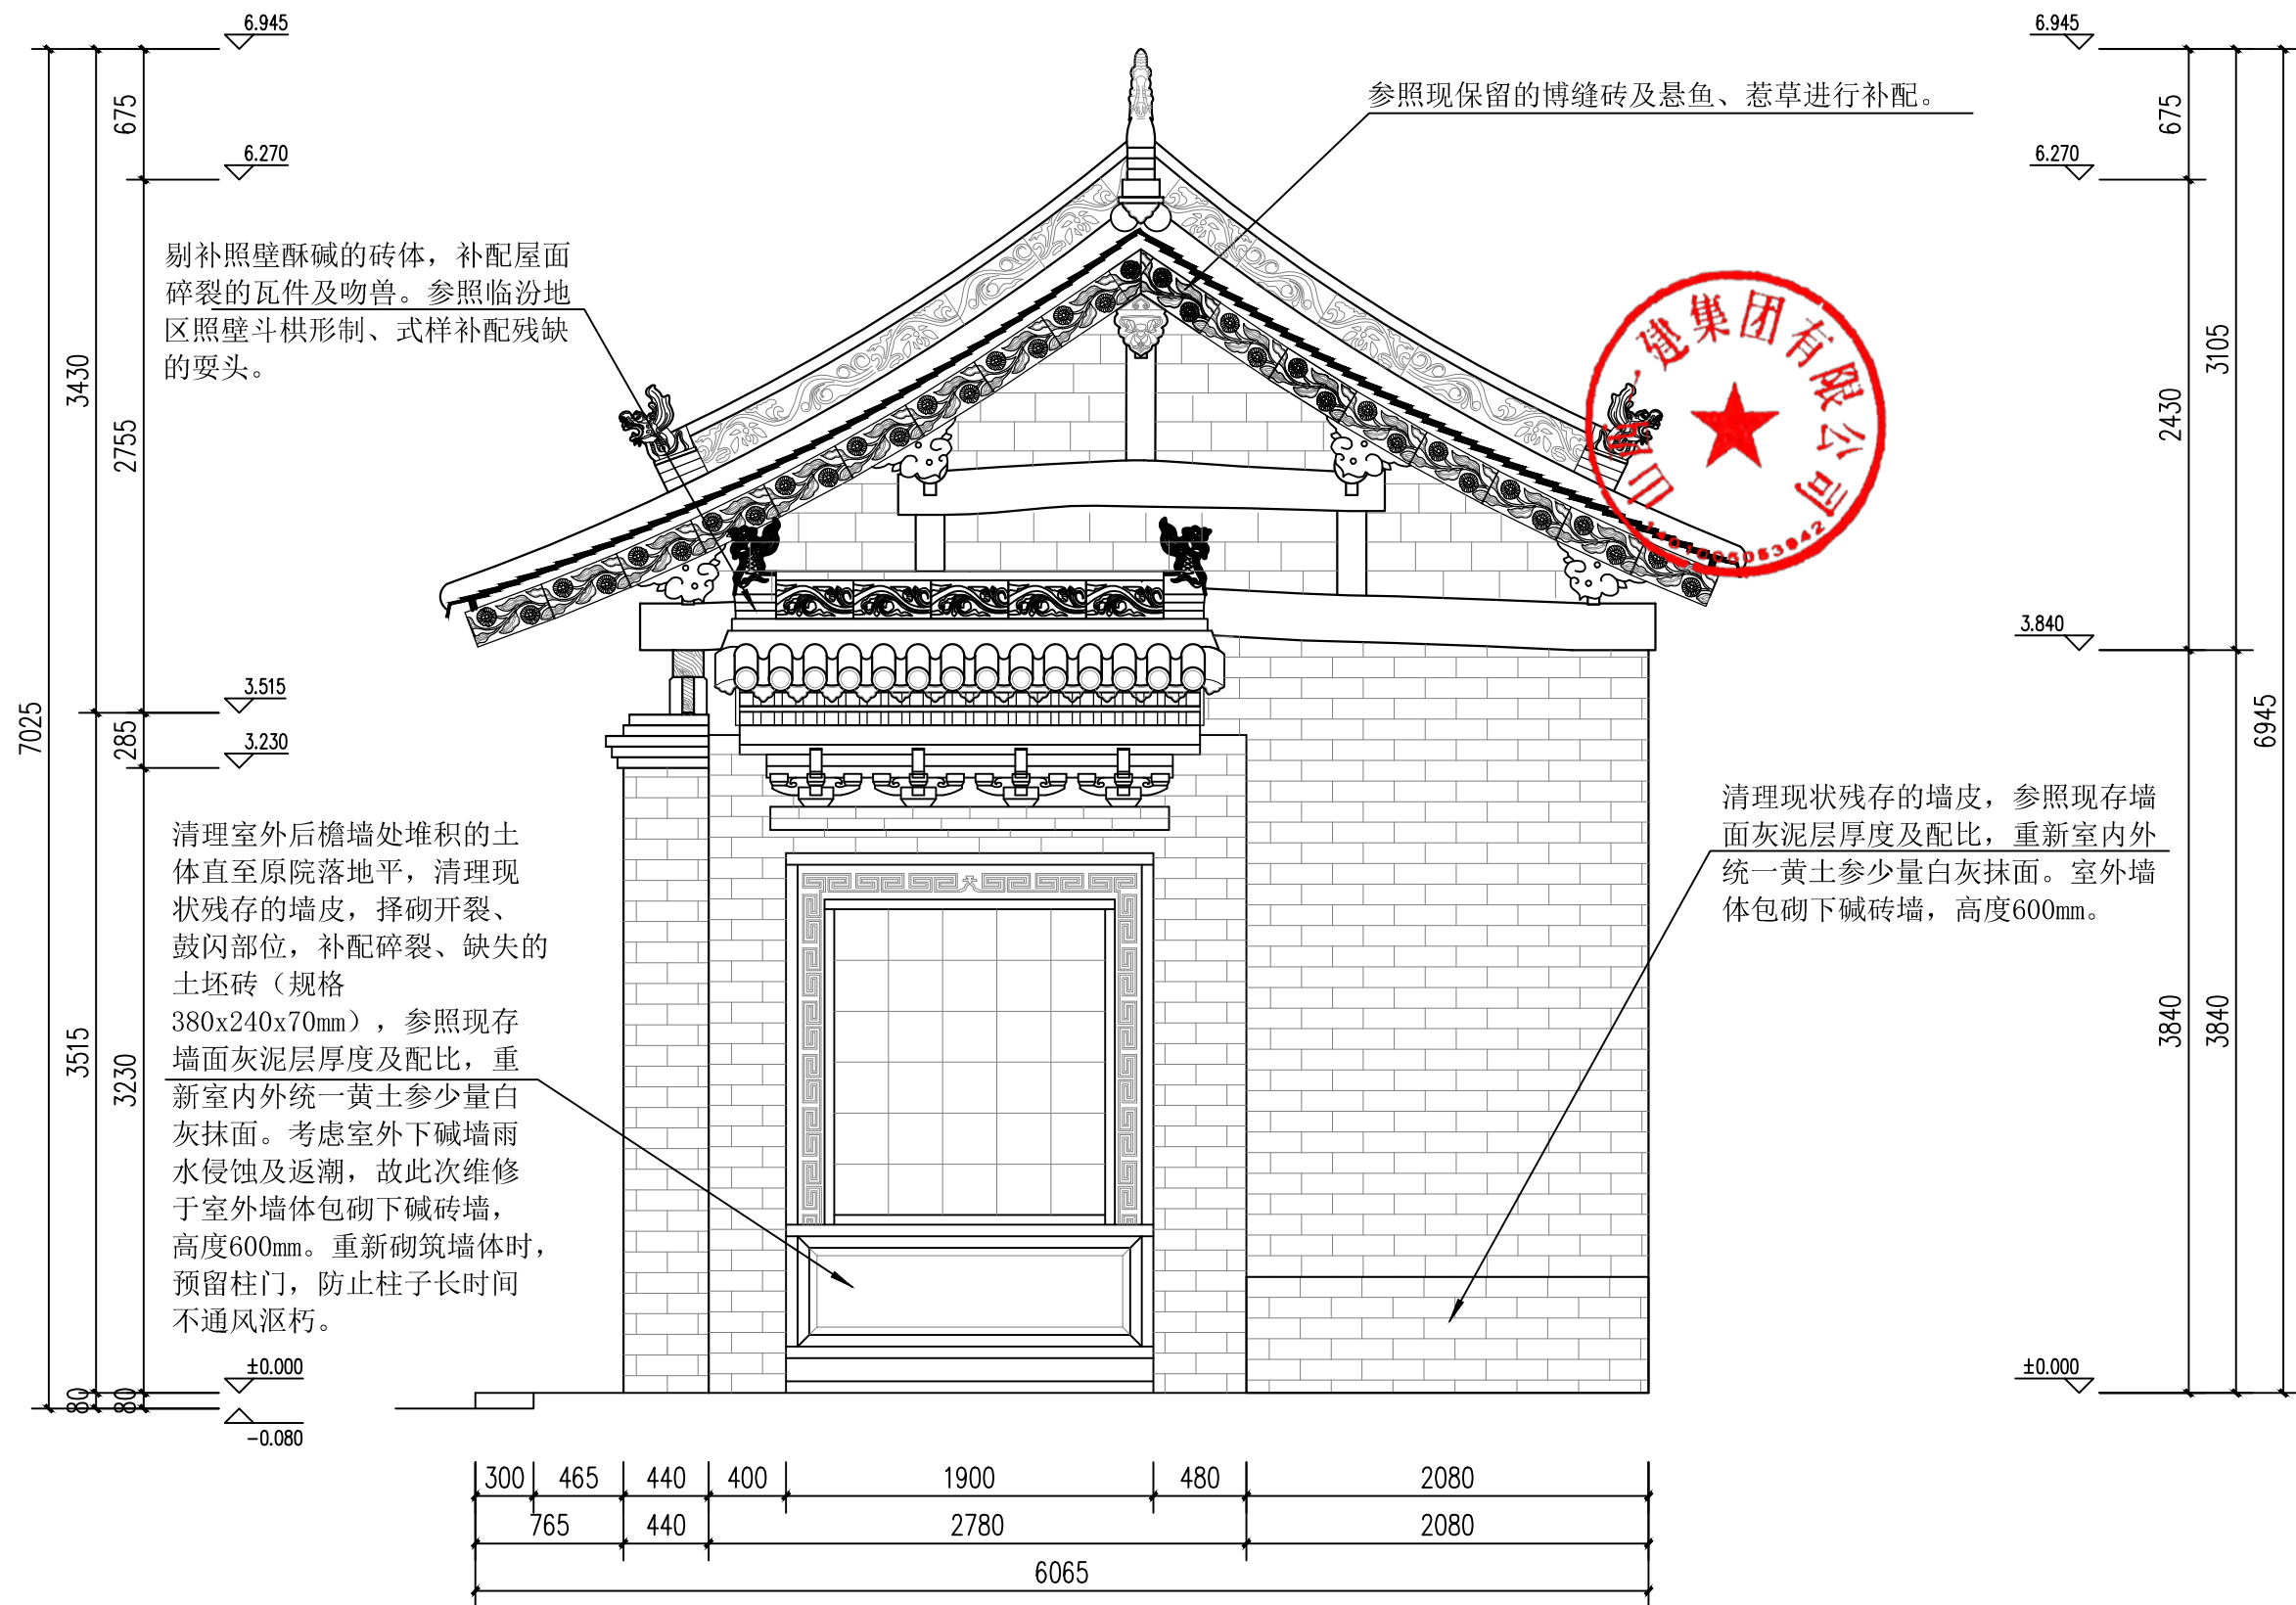 6.945
6.945
675
675
参照现保留的博缝砖及悬鱼、惹草进行补配。
6.270
6.270
剔补照壁酥碱的砖体，补配屋面
碎裂的瓦件及吻兽。参照临汾地
区照壁斗栱形制、式样补配残缺
的耍头。
建集团有限公司
3430
2755
3105
2430
3.840
3.515
7025
285
3.230
6945
清理现状残存的墙皮，参照现存墙
面灰泥层厚度及配比，重新室内外
统一黄土参少量白灰抹面。室外墙
体包砌下碱砖墙，高度600mm。
清理室外后檐墙处堆积的土
体直至原院落地平，清理现
状残存的墙皮，择砌开裂、
鼓闪部位，补配碎裂、缺失的
土坯砖（规格
380x240x70mm），参照现存
墙面灰泥层厚度及配比，重
新室内外统一黄土参少量白
灰抹面。考虑室外下碱墙雨
水侵蚀及返潮，故此次维修
于室外墙体包砌下碱砖墙，
高度600mm。重新砌筑墙体时，
预留柱门，防止柱子长时间
不通风沤朽。
3515
3230
3840
3840
±0.000
±0.000
80
80
-0.080
300 465 440 400 1900 480 2080
765 440 2780 2080
6065